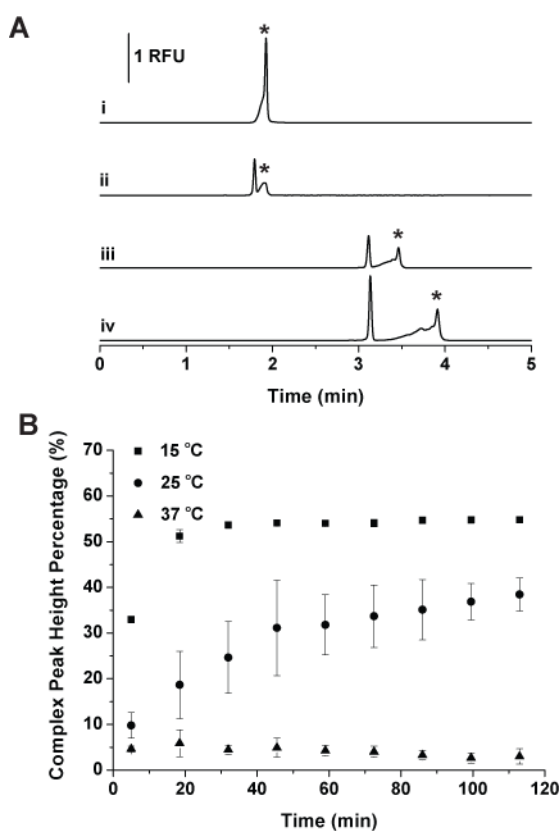 A
1 RFU
*
i
*
ii
*
iii
*
iv
0 1 2 3 4 5
Time (min)
B
Complex Peak Height Percentage (%)
70
60
50
40
30
20
10
0
15 °C
25 °C
37 °C
0 20 40 60 80 100 120
Time (min)